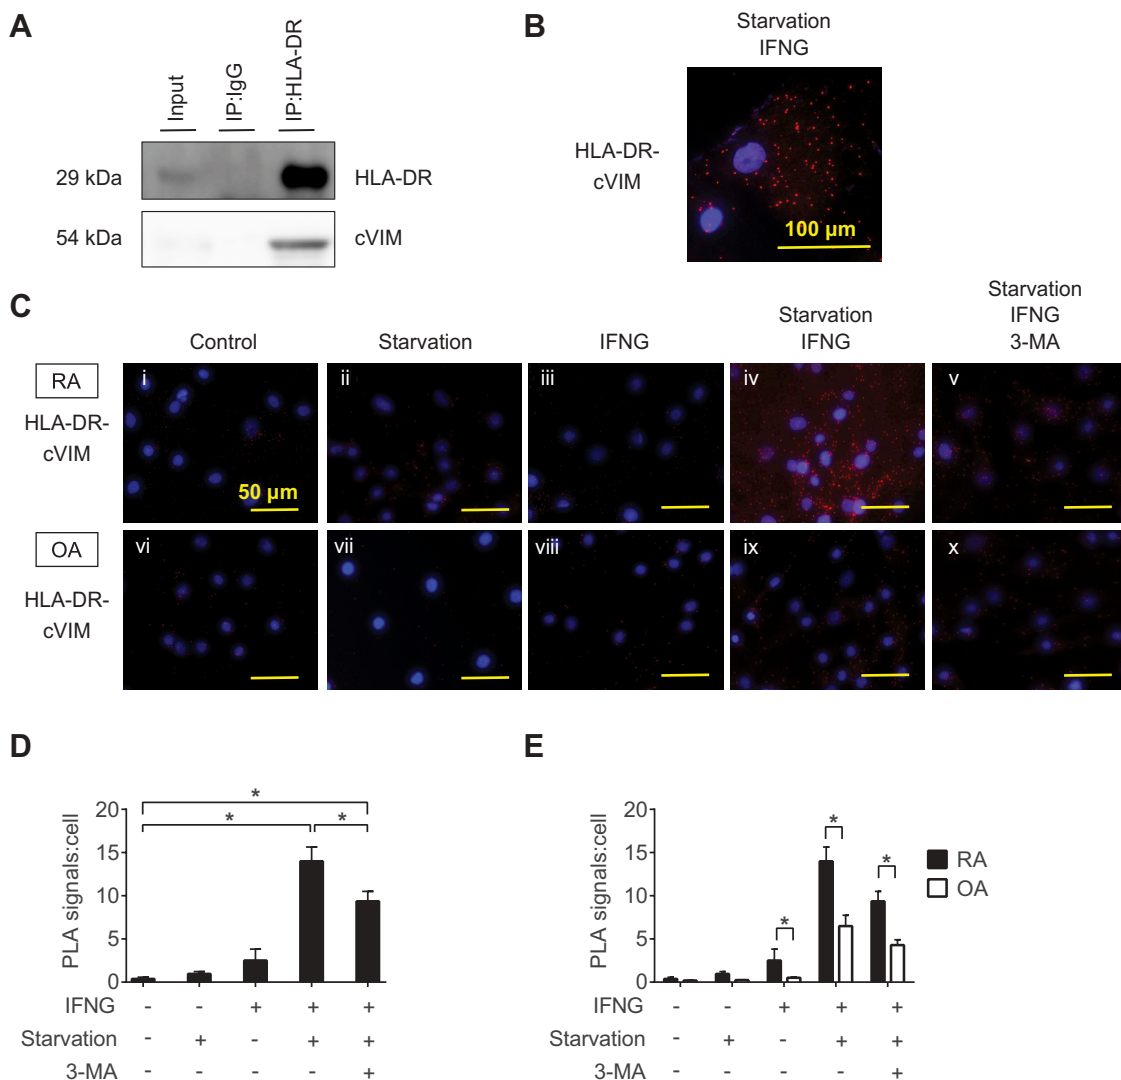 A
Input
IP:IgG
IP:HLA-DR
29 kDa
HLA-DR
54 kDa
cVIM
B
Starvation
IFNG
HLA-DR-
cVIM
100 µm
C
Control
Starvation
IFNG
Starvation
IFNG
Starvation
IFNG
3-MA
RA
HLA-DR-
cVIM
i
ii
iii
iv
v
50 µm
OA
HLA-DR-
cVIM
vi
vii
viii
ix
x
D
PLA signals:cell
20
15
10
5
0
*
*
*
IFNG - - + + +
Starvation - + - + +
3-MA - - - - +
E
PLA signals:cell
20
15
10
5
0
*
*
*
RA
OA
IFNG - - + + +
Starvation - + - + +
3-MA - - - - +